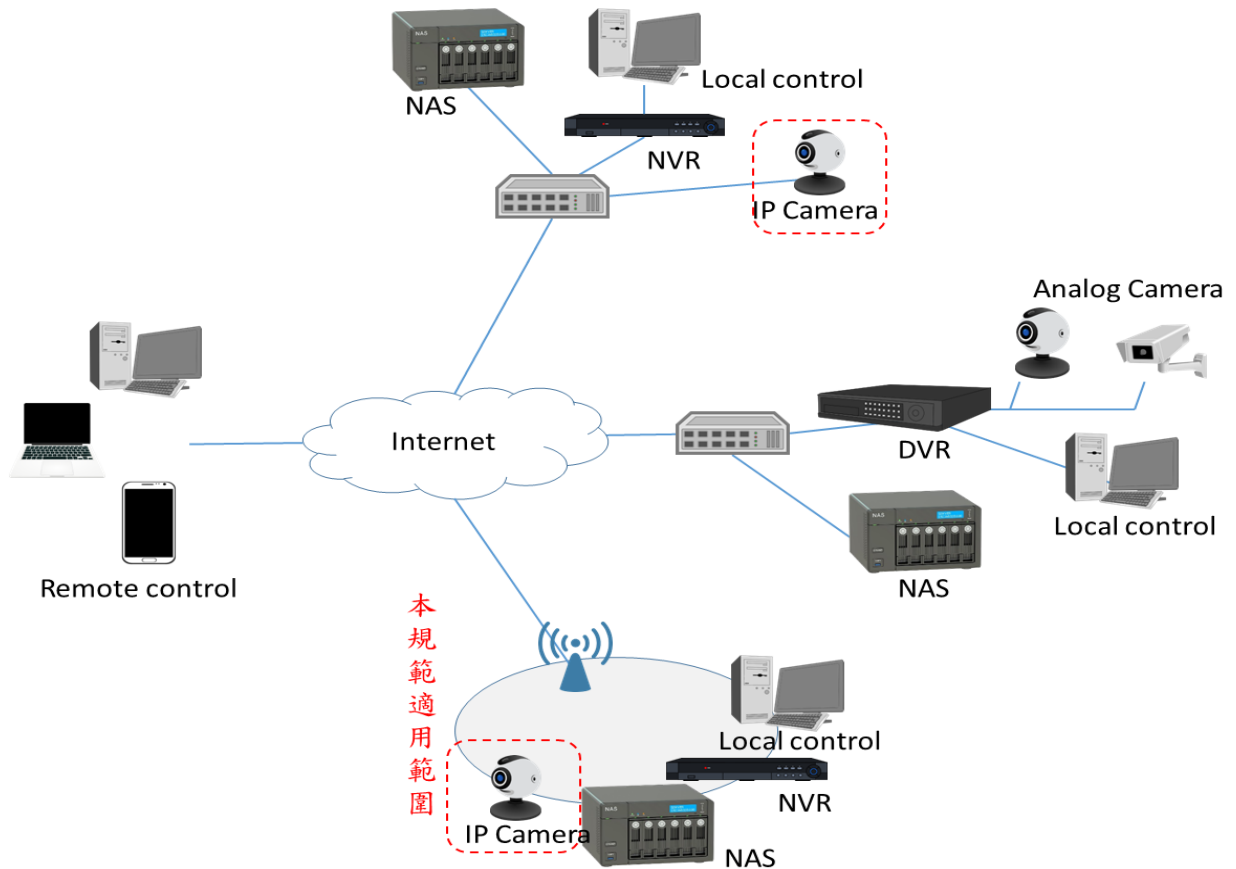 NAS
Local control
NVR
IP Camera
Analog Camera
Internet
DVR
Local control
NAS
Remote control
本規範適用範圍
Local control
NVR
IP Camera
NAS